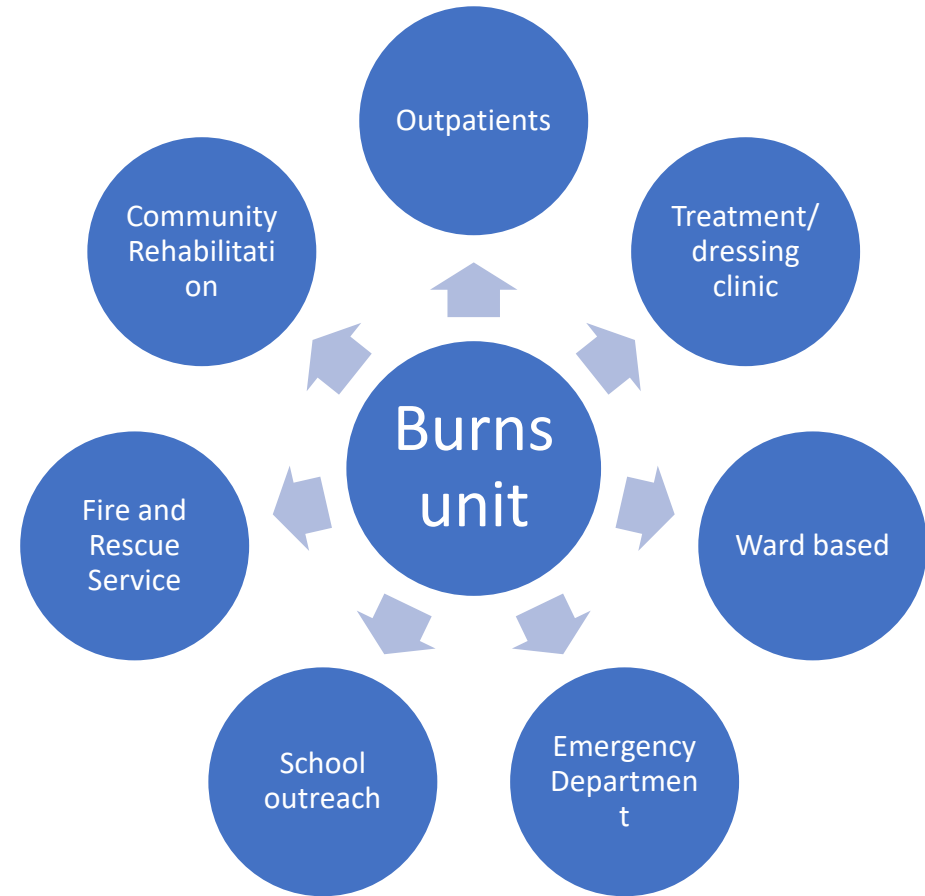 Outpatients
Treatment/
dressing
clinic
Ward based
Emergency
Departmen
t
School
outreach
Fire and
Rescue
Service
Community
Rehabilitati
on
Burns
unit